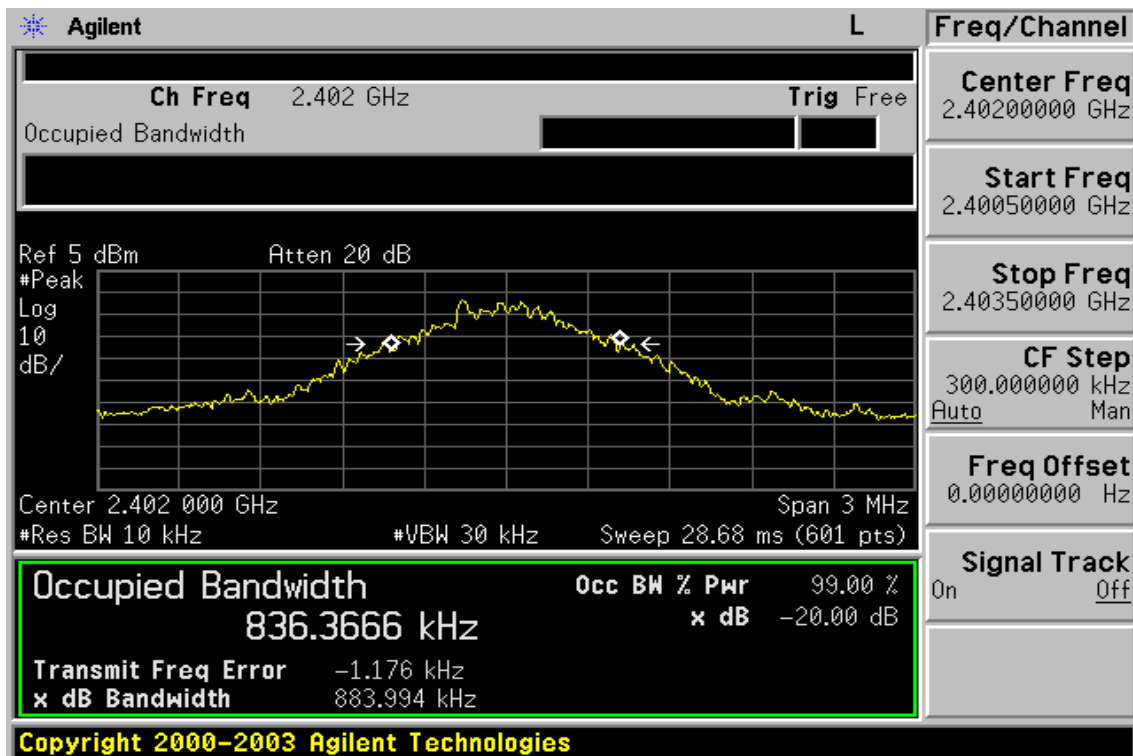 Agilent L
Freq/Channel
Ch Freq 2.402 GHz Trig Free
Occupied Bandwidth
Center Freq
2.40200000 GHz
Start Freq
2.40050000 GHz
Stop Freq
2.40350000 GHz
CF Step
300.000000 kHz
Auto Man
Freq Offset
0.00000000 Hz
Signal Track
On Off
Ref 5 dBm Atten 20 dB
#Peak
Log
10
dB/
Center 2.402 000 GHz Span 3 MHz
#Res BW 10 kHz #VBW 30 kHz Sweep 28.68 ms (601 pts)
Occupied Bandwidth
836.3666 kHz
Occ BW % Pwr 99.00 %
x dB -20.00 dB
Transmit Freq Error -1.176 kHz
x dB Bandwidth 883.994 kHz
Copyright 2000-2003 Agilent Technologies